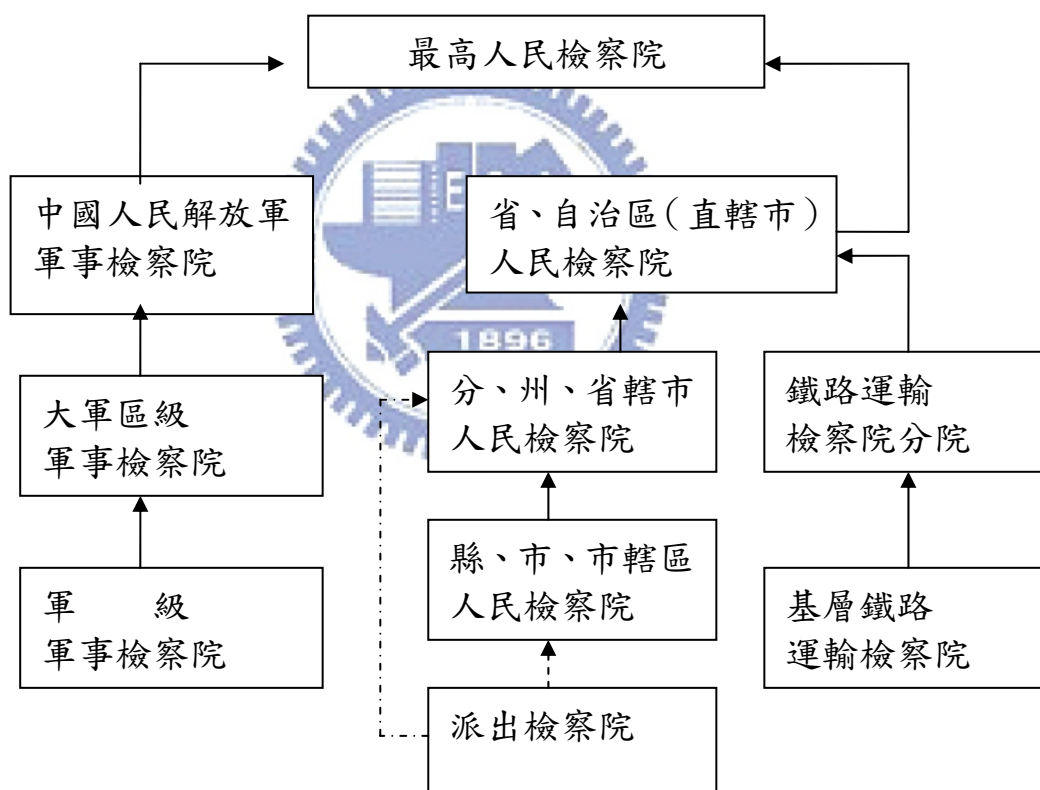 最高人民檢察院
中國人民解放軍
軍事檢察院
省、自治區(直轄市)
人民檢察院
1896
大軍區級
軍事檢察院
分、州、省轄市
人民檢察院
鐵路運輸
檢察院分院
軍　　級
軍事檢察院
縣、市、市轄區
人民檢察院
基層鐵路
運輸檢察院
派出檢察院